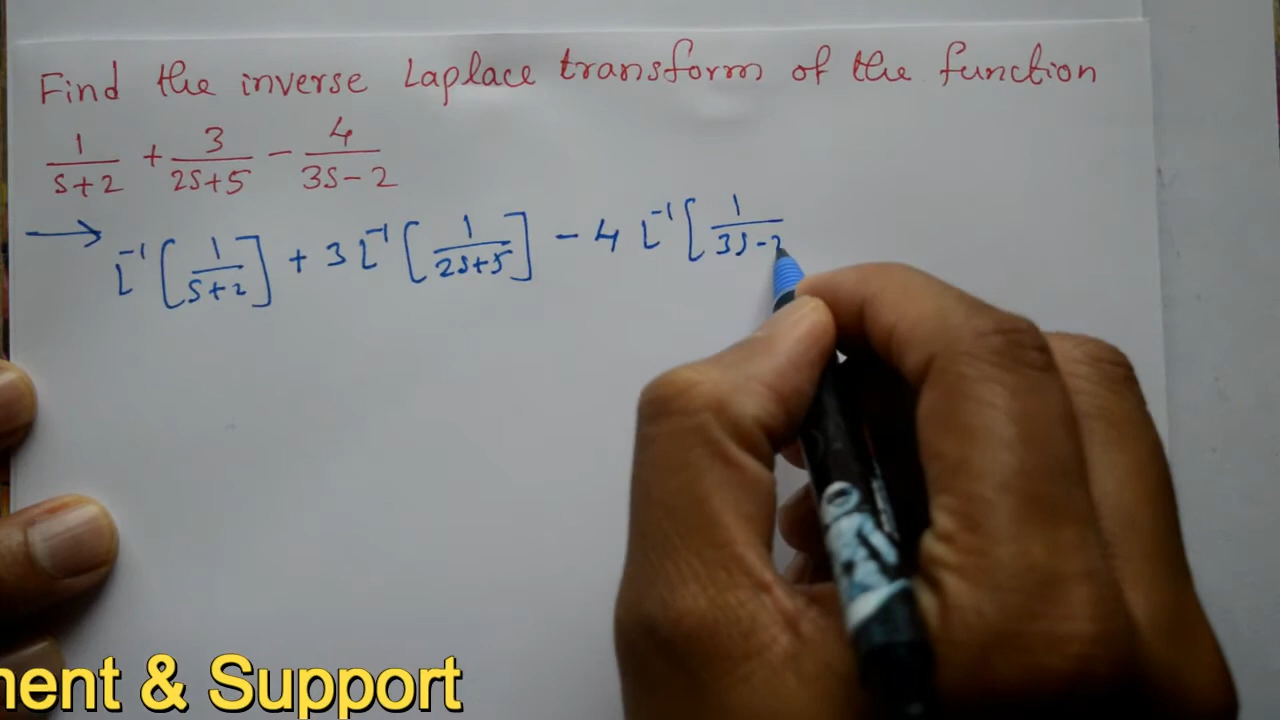 Find the inverse Laplace transform of the function
1/(s+2) + 3/(2s+5) - 4/(3s-2)
→ L⁻¹[1/(s+2)] + 3 L⁻¹[1/(2s+5)] - 4 L⁻¹[1/(3s-2
& Support